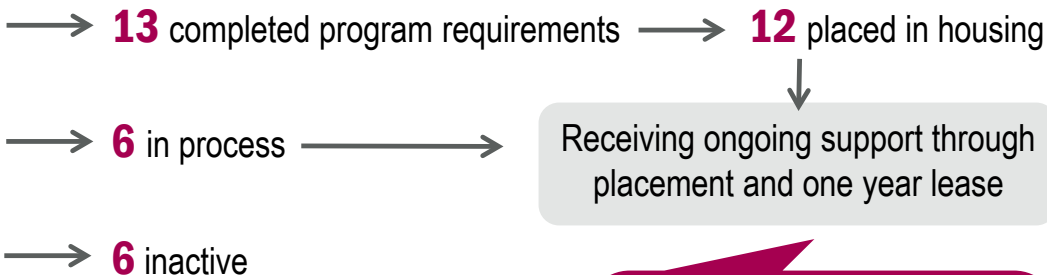 13 completed program requirements
12 placed in housing
6 in process
Receiving ongoing support through
placement and one year lease
6 inactive